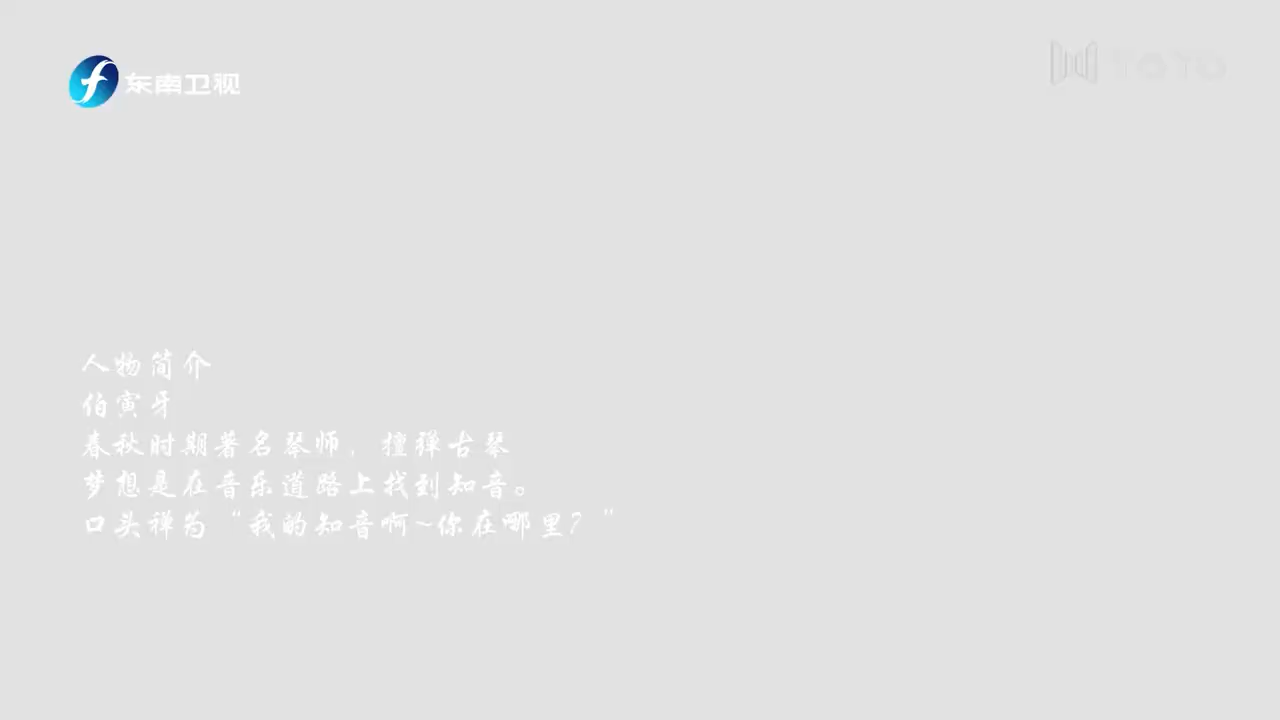 东南卫视
TOTO
人物简介
伯寅牙
春秋时期著名琴师，擅弹古琴
梦想是在音乐道路上找到知音。
口头禅为“我的知音啊~你在哪里？”